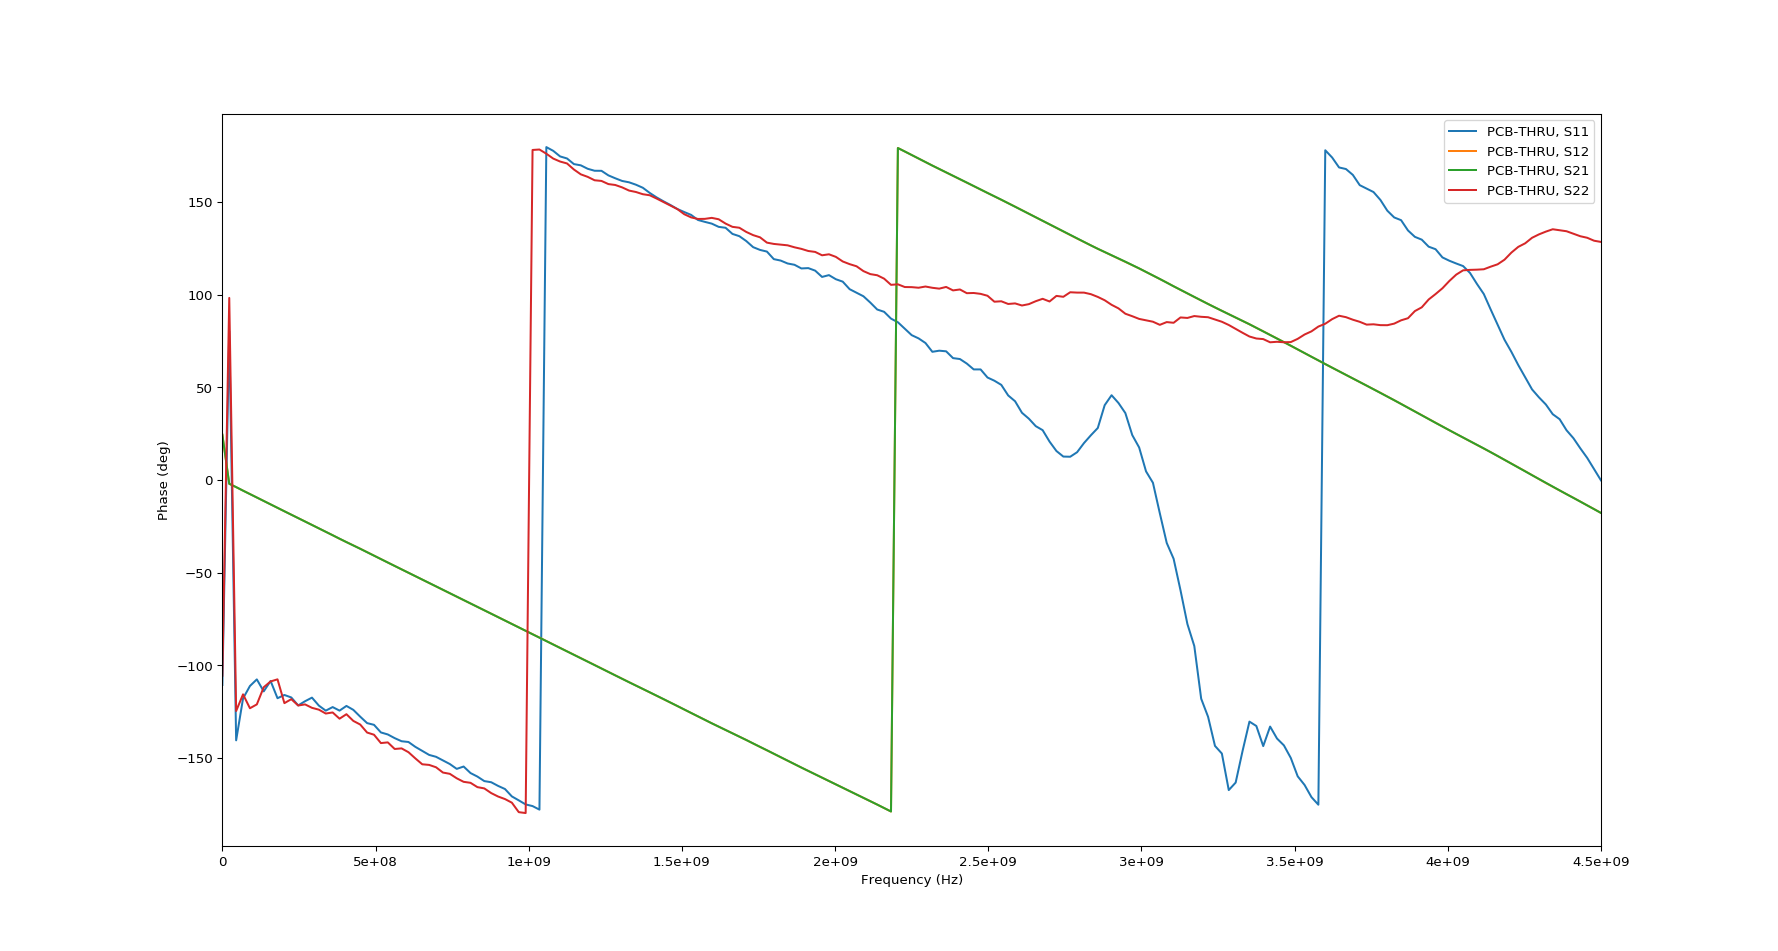 PCB-THRU, S11
PCB-THRU, S12
PCB-THRU, S21
PCB-THRU, S22
150
100
50
0
−50
−100
−150
Phase (deg)
0 5e+08 1e+09 1.5e+09 2e+09 2.5e+09 3e+09 3.5e+09 4e+09 4.5e+09
Frequency (Hz)